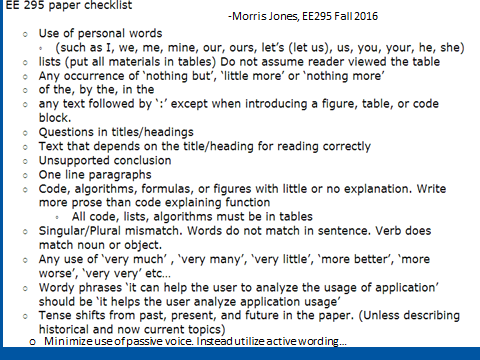 EE 295 paper checklist
-Morris Jones, EE295 Fall 2016
○ Use of personal words
◦ (such as I, we, me, mine, our, ours, let's (let us), us, you, your, he, she)
○ lists (put all materials in tables) Do not assume reader viewed the table
○ Any occurrence of 'nothing but', 'little more' or 'nothing more'
○ of the, by the, in the
○ any text followed by ':' except when introducing a figure, table, or code
block.
○ Questions in titles/headings
○ Text that depends on the title/heading for reading correctly
○ Unsupported conclusion
○ One line paragraphs
○ Code, algorithms, formulas, or figures with little or no explanation. Write
more prose than code explaining function
◦ All code, lists, algorithms must be in tables
○ Singular/Plural mismatch. Words do not match in sentence. Verb does
match noun or object.
○ Any use of 'very much' , 'very many', 'very little', 'more better', 'more
worse', 'very very' etc...
○ Wordy phrases 'it can help the user to analyze the usage of application'
should be 'it helps the user analyze application usage'
○ Tense shifts from past, present, and future in the paper. (Unless describing
historical and now current topics)
o Minimize use of passive voice. Instead utilize active wording...